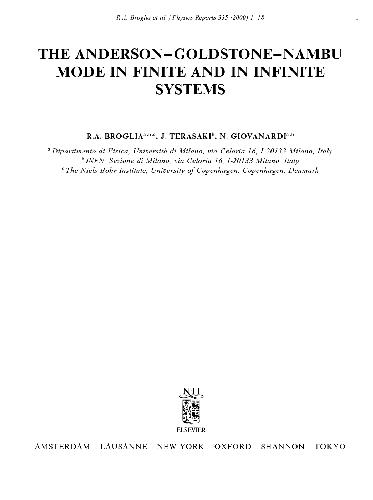 R.A. Broglia et al. / Physics Reports 335 (2000) 1–18
THE ANDERSON–GOLDSTONE–NAMBU
MODE IN FINITE AND IN INFINITE
SYSTEMS
R.A. BROGLIA, J. TERASAKI, N. GIOVANARDI
Dipartimento di Fisica, Università di Milano, via Celoria 16, I-20133 Milano, Italy
INFN, Sezione di Milano, via Celoria 16, I-20133 Milano, Italy
The Niels Bohr Institute, University of Copenhagen, Copenhagen, Denmark
NH
ELSEVIER
AMSTERDAM – LAUSANNE – NEW YORK – OXFORD – SHANNON – TOKYO